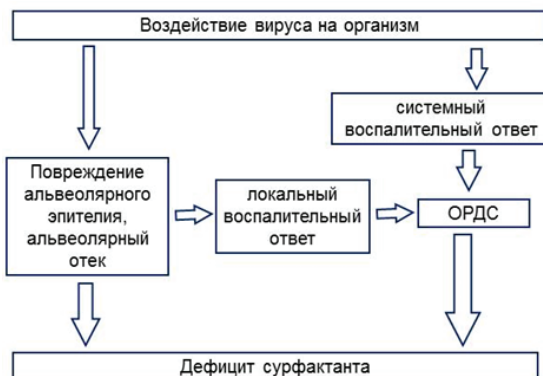 Воздействие вируса на организм
системный
воспалительный ответ
Повреждение
альвеолярного
эпителия,
альвеолярный
отек
локальный
воспалительный
ответ
ОРДС
Дефицит сурфактанта